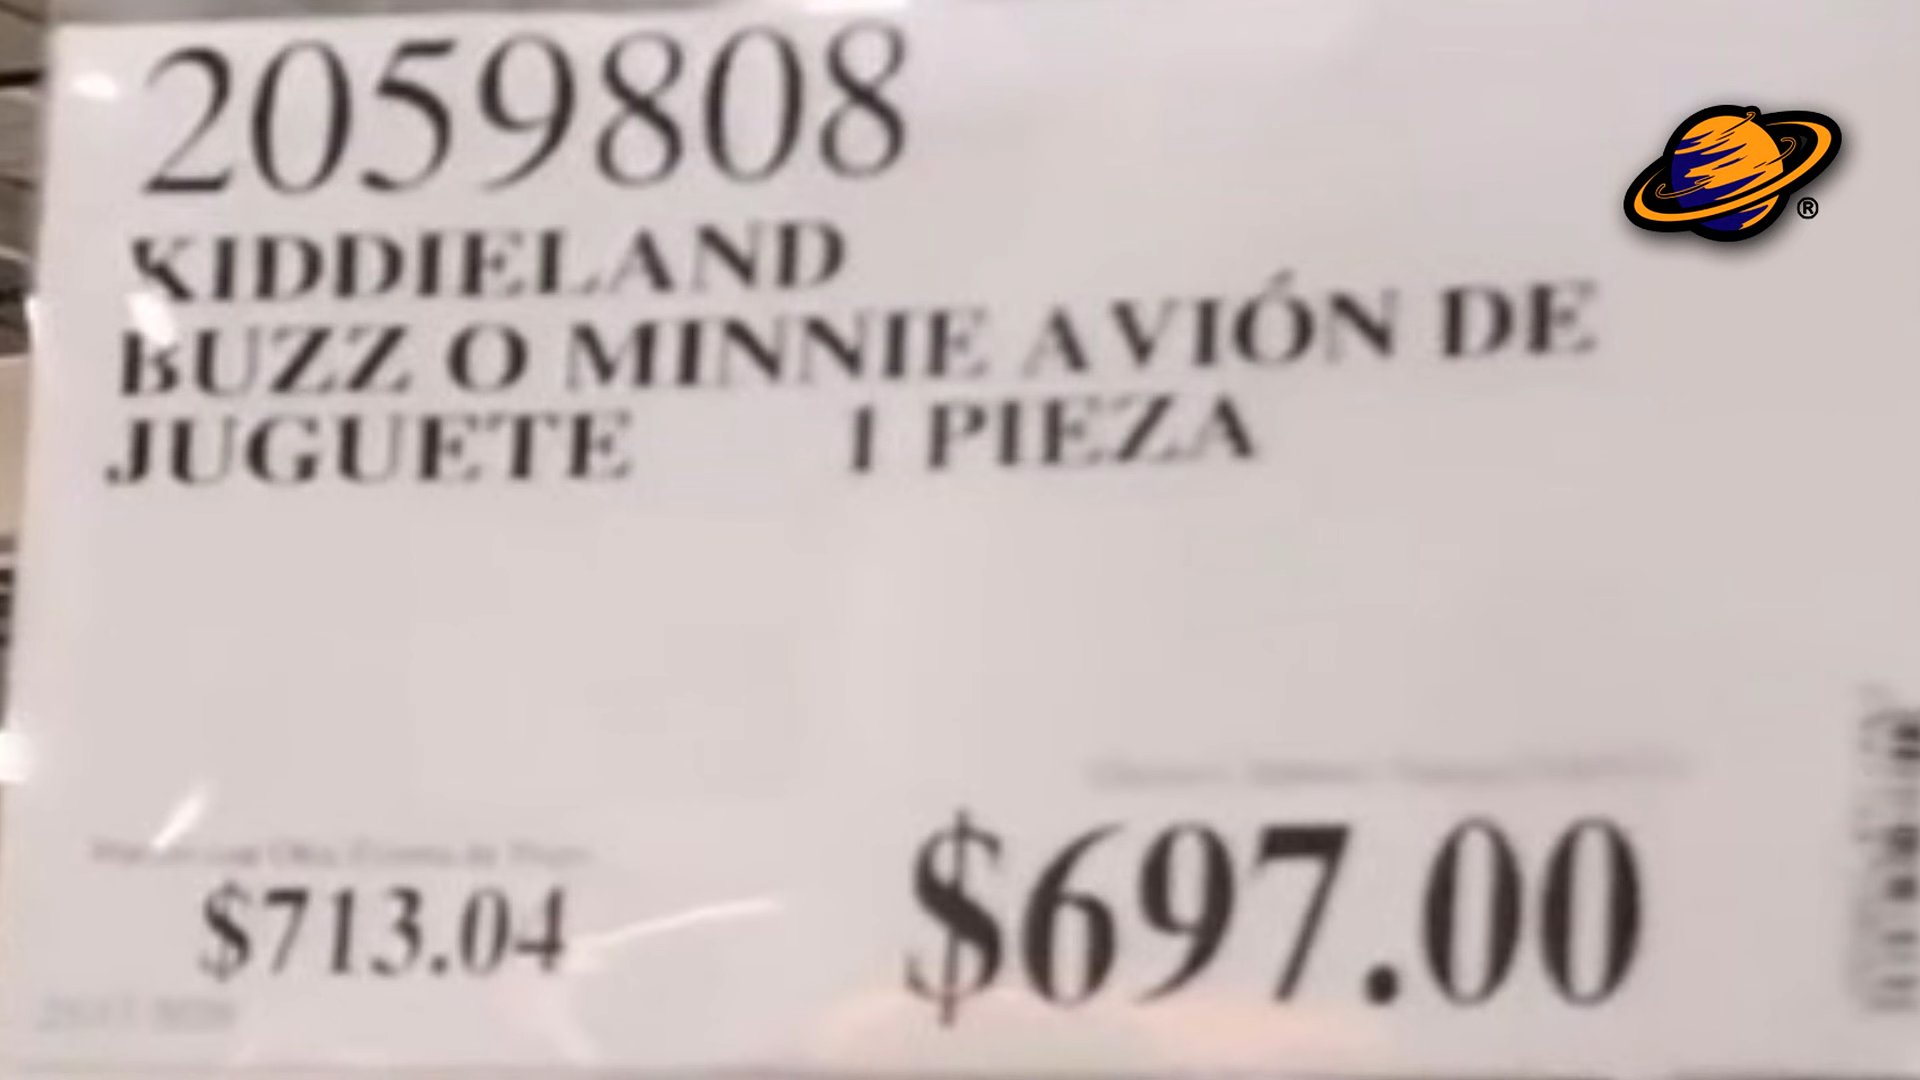 2059808
KIDDIELAND
BUZZ O MINNIE AVIÓN DE
JUGUETE 1 PIEZA
$713.04
$697.00
®